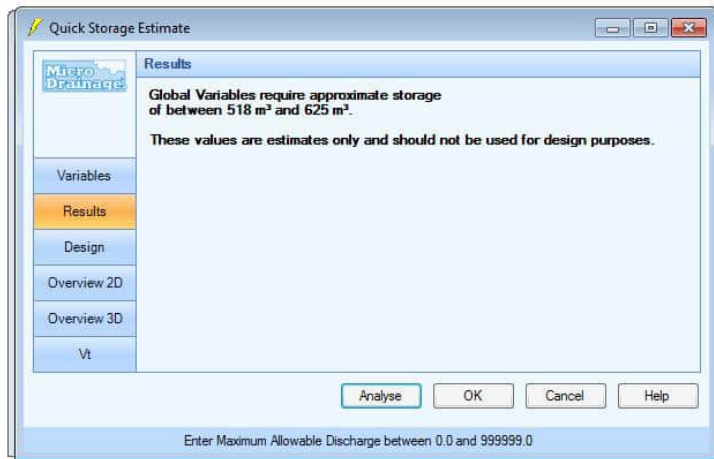 Quick Storage Estimate
Micro
Drainage
Results
Global Variables require approximate storage
of between 518 m³ and 625 m³.
These values are estimates only and should not be used for design purposes.
Variables
Results
Design
Overview 2D
Overview 3D
Vt
Analyse
OK
Cancel
Help
Enter Maximum Allowable Discharge between 0.0 and 999999.0